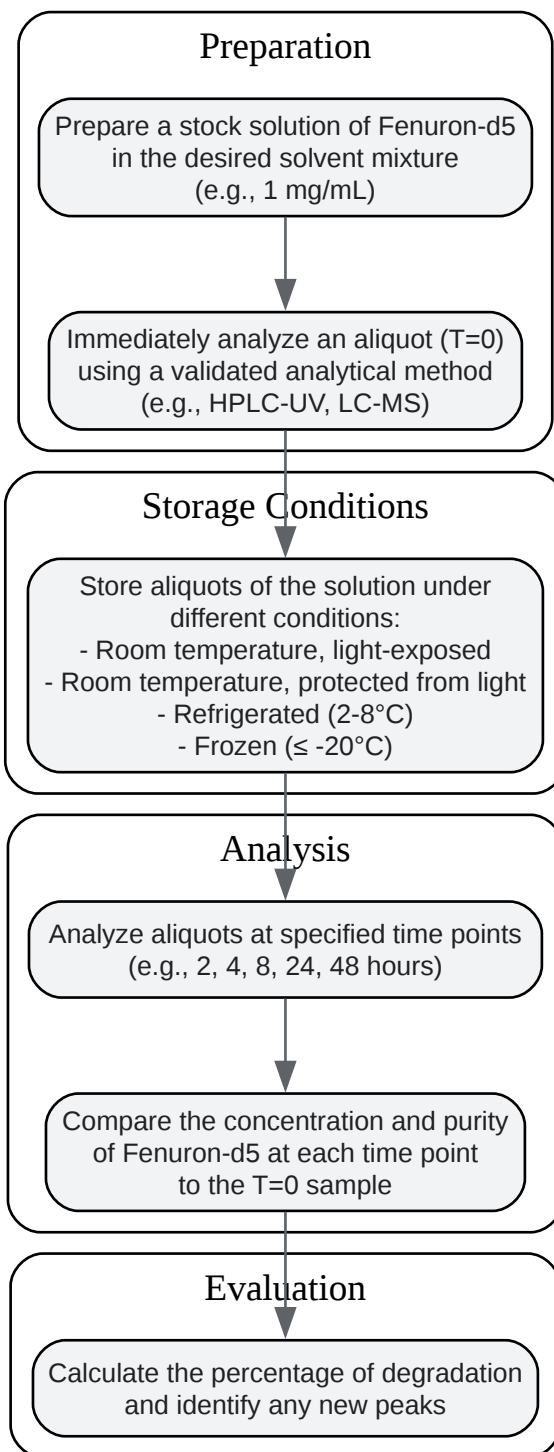 Preparation
Prepare a stock solution of Fenuron-d5
in the desired solvent mixture
(e.g., 1 mg/mL)
Immediately analyze an aliquot (T=0)
using a validated analytical method
(e.g., HPLC-UV, LC-MS)
Storage Conditions
Store aliquots of the solution under
different conditions:
- Room temperature, light-exposed
- Room temperature, protected from light
- Refrigerated (2-8°C)
- Frozen (≤ -20°C)
Analysis
Analyze aliquots at specified time points
(e.g., 2, 4, 8, 24, 48 hours)
Compare the concentration and purity
of Fenuron-d5 at each time point
to the T=0 sample
Evaluation
Calculate the percentage of degradation
and identify any new peaks